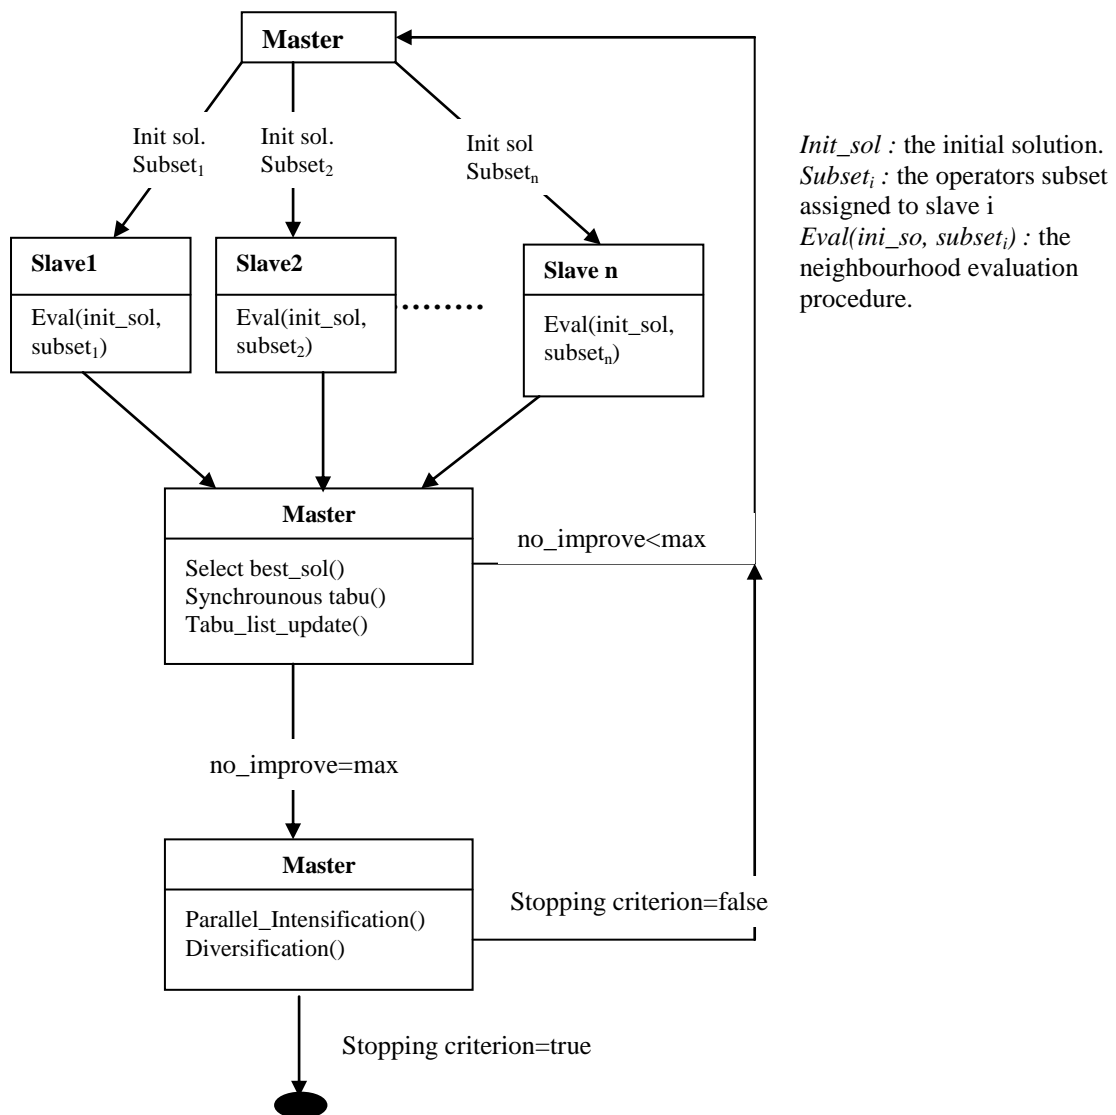 Master
Init sol.
Subset₁
Init sol.
Subset₂
Init sol
Subsetₙ
Init_sol : the initial solution.
Subsetᵢ : the operators subset
assigned to slave i
Eval(ini_so, subsetᵢ) : the
neighbourhood evaluation
procedure.
Slave1
Eval(init_sol,
subset₁)
Slave2
Eval(init_sol,
subset₂)
Slave n
Eval(init_sol,
subsetₙ)
Master
Select best_sol()
Synchrounous tabu()
Tabu_list_update()
no_improve<max
no_improve=max
Master
Parallel_Intensification()
Diversification()
Stopping criterion=false
Stopping criterion=true